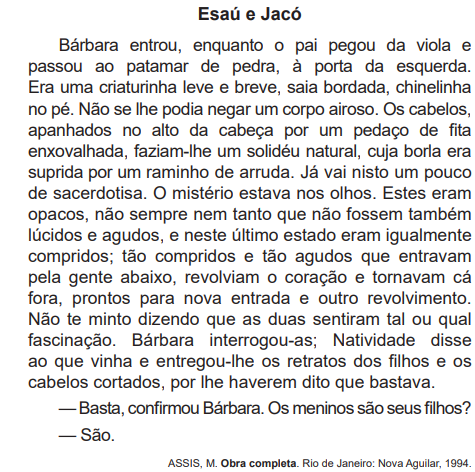 Esaú e Jacó
Bárbara entrou, enquanto o pai pegou da viola e
passou ao patamar de pedra, à porta da esquerda.
Era uma criaturinha leve e breve, saia bordada, chinelinha
no pé. Não se lhe podia negar um corpo airoso. Os cabelos,
apanhados no alto da cabeça por um pedaço de fita
enxovalhada, faziam-lhe um solidéu natural, cuja borla era
suprida por um raminho de arruda. Já vai nisto um pouco
de sacerdotisa. O mistério estava nos olhos. Estes eram
opacos, não sempre nem tanto que não fossem também
lúcidos e agudos, e neste último estado eram igualmente
compridos; tão compridos e tão agudos que entravam
pela gente abaixo, revolviam o coração e tornavam cá
fora, prontos para nova entrada e outro revolvimento.
Não te minto dizendo que as duas sentiram tal ou qual
fascinação. Bárbara interrogou-as; Natividade disse
ao que vinha e entregou-lhe os retratos dos filhos e os
cabelos cortados, por lhe haverem dito que bastava.
— Basta, confirmou Bárbara. Os meninos são seus filhos?
— São.
ASSIS, M. Obra completa. Rio de Janeiro: Nova Aguilar, 1994.